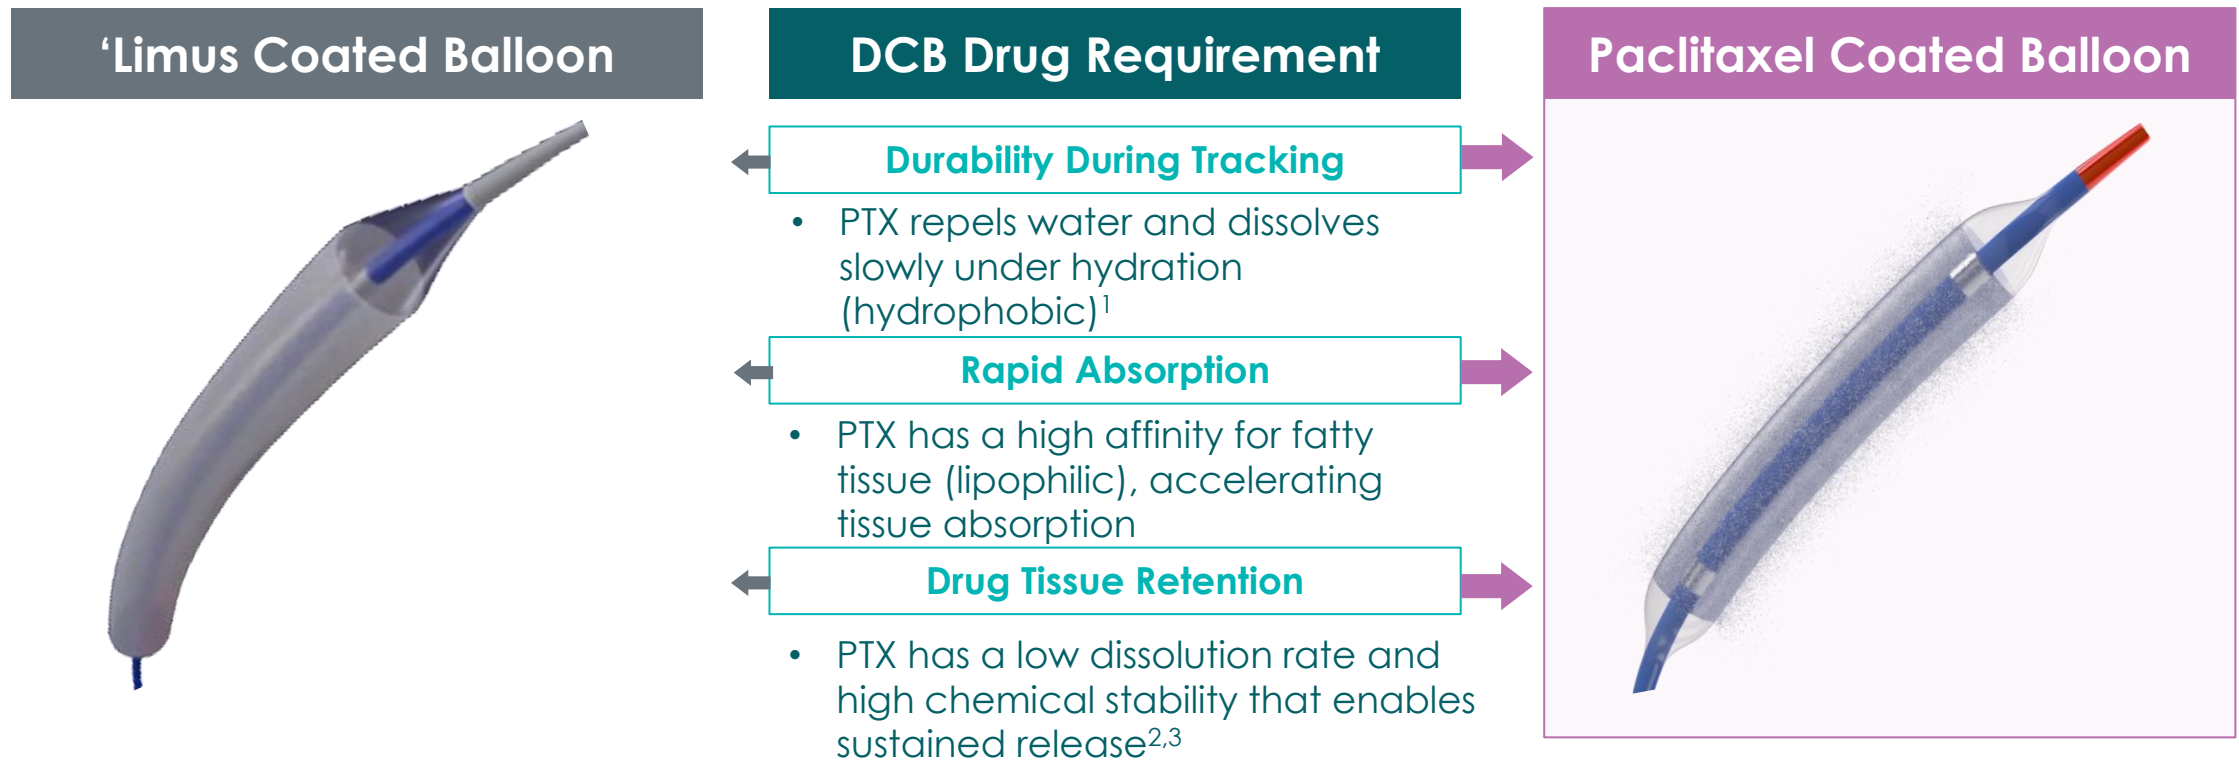 ‘Limus Coated Balloon
DCB Drug Requirement
Paclitaxel Coated Balloon
Durability During Tracking
• PTX repels water and dissolves
slowly under hydration
(hydrophobic)¹
Rapid Absorption
• PTX has a high affinity for fatty
tissue (lipophilic), accelerating
tissue absorption
Drug Tissue Retention
• PTX has a low dissolution rate and
high chemical stability that enables
sustained release²,³